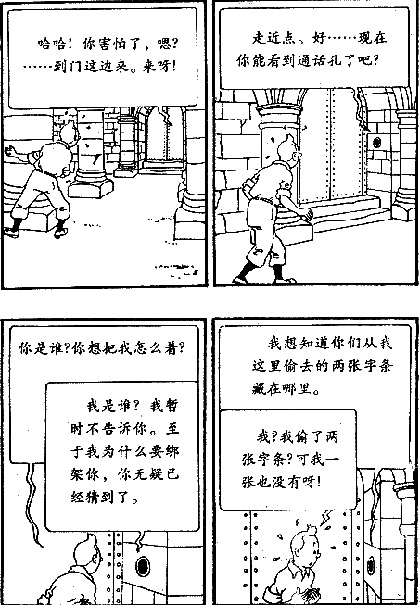 哈哈！你害怕了，嗯？
……到门这边来。来呀！
走近点、好……现在
你能看到通话孔了吧？
你是谁？你想把我怎么着？
我是谁？我暂
时不告诉你。至
于我为什么要绑
架你，你无疑已
经猜到了。
我想知道你们从我
这里偷去的两张字条
藏在哪里。
我？我偷了两
张字条？可我一
张也没有呀！